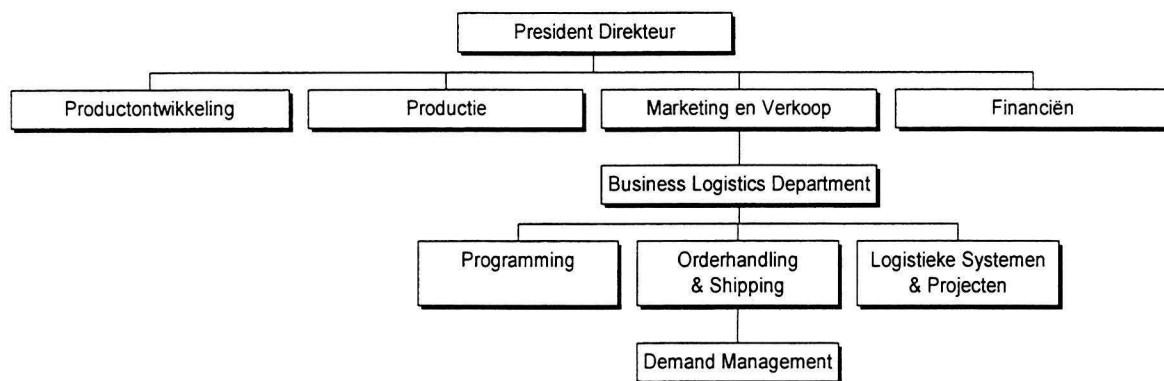 President Direkteur
Productontwikkeling
Productie
Marketing en Verkoop
Financiën
Business Logistics Department
Programming
Orderhandling
& Shipping
Logistieke Systemen
& Projecten
Demand Management